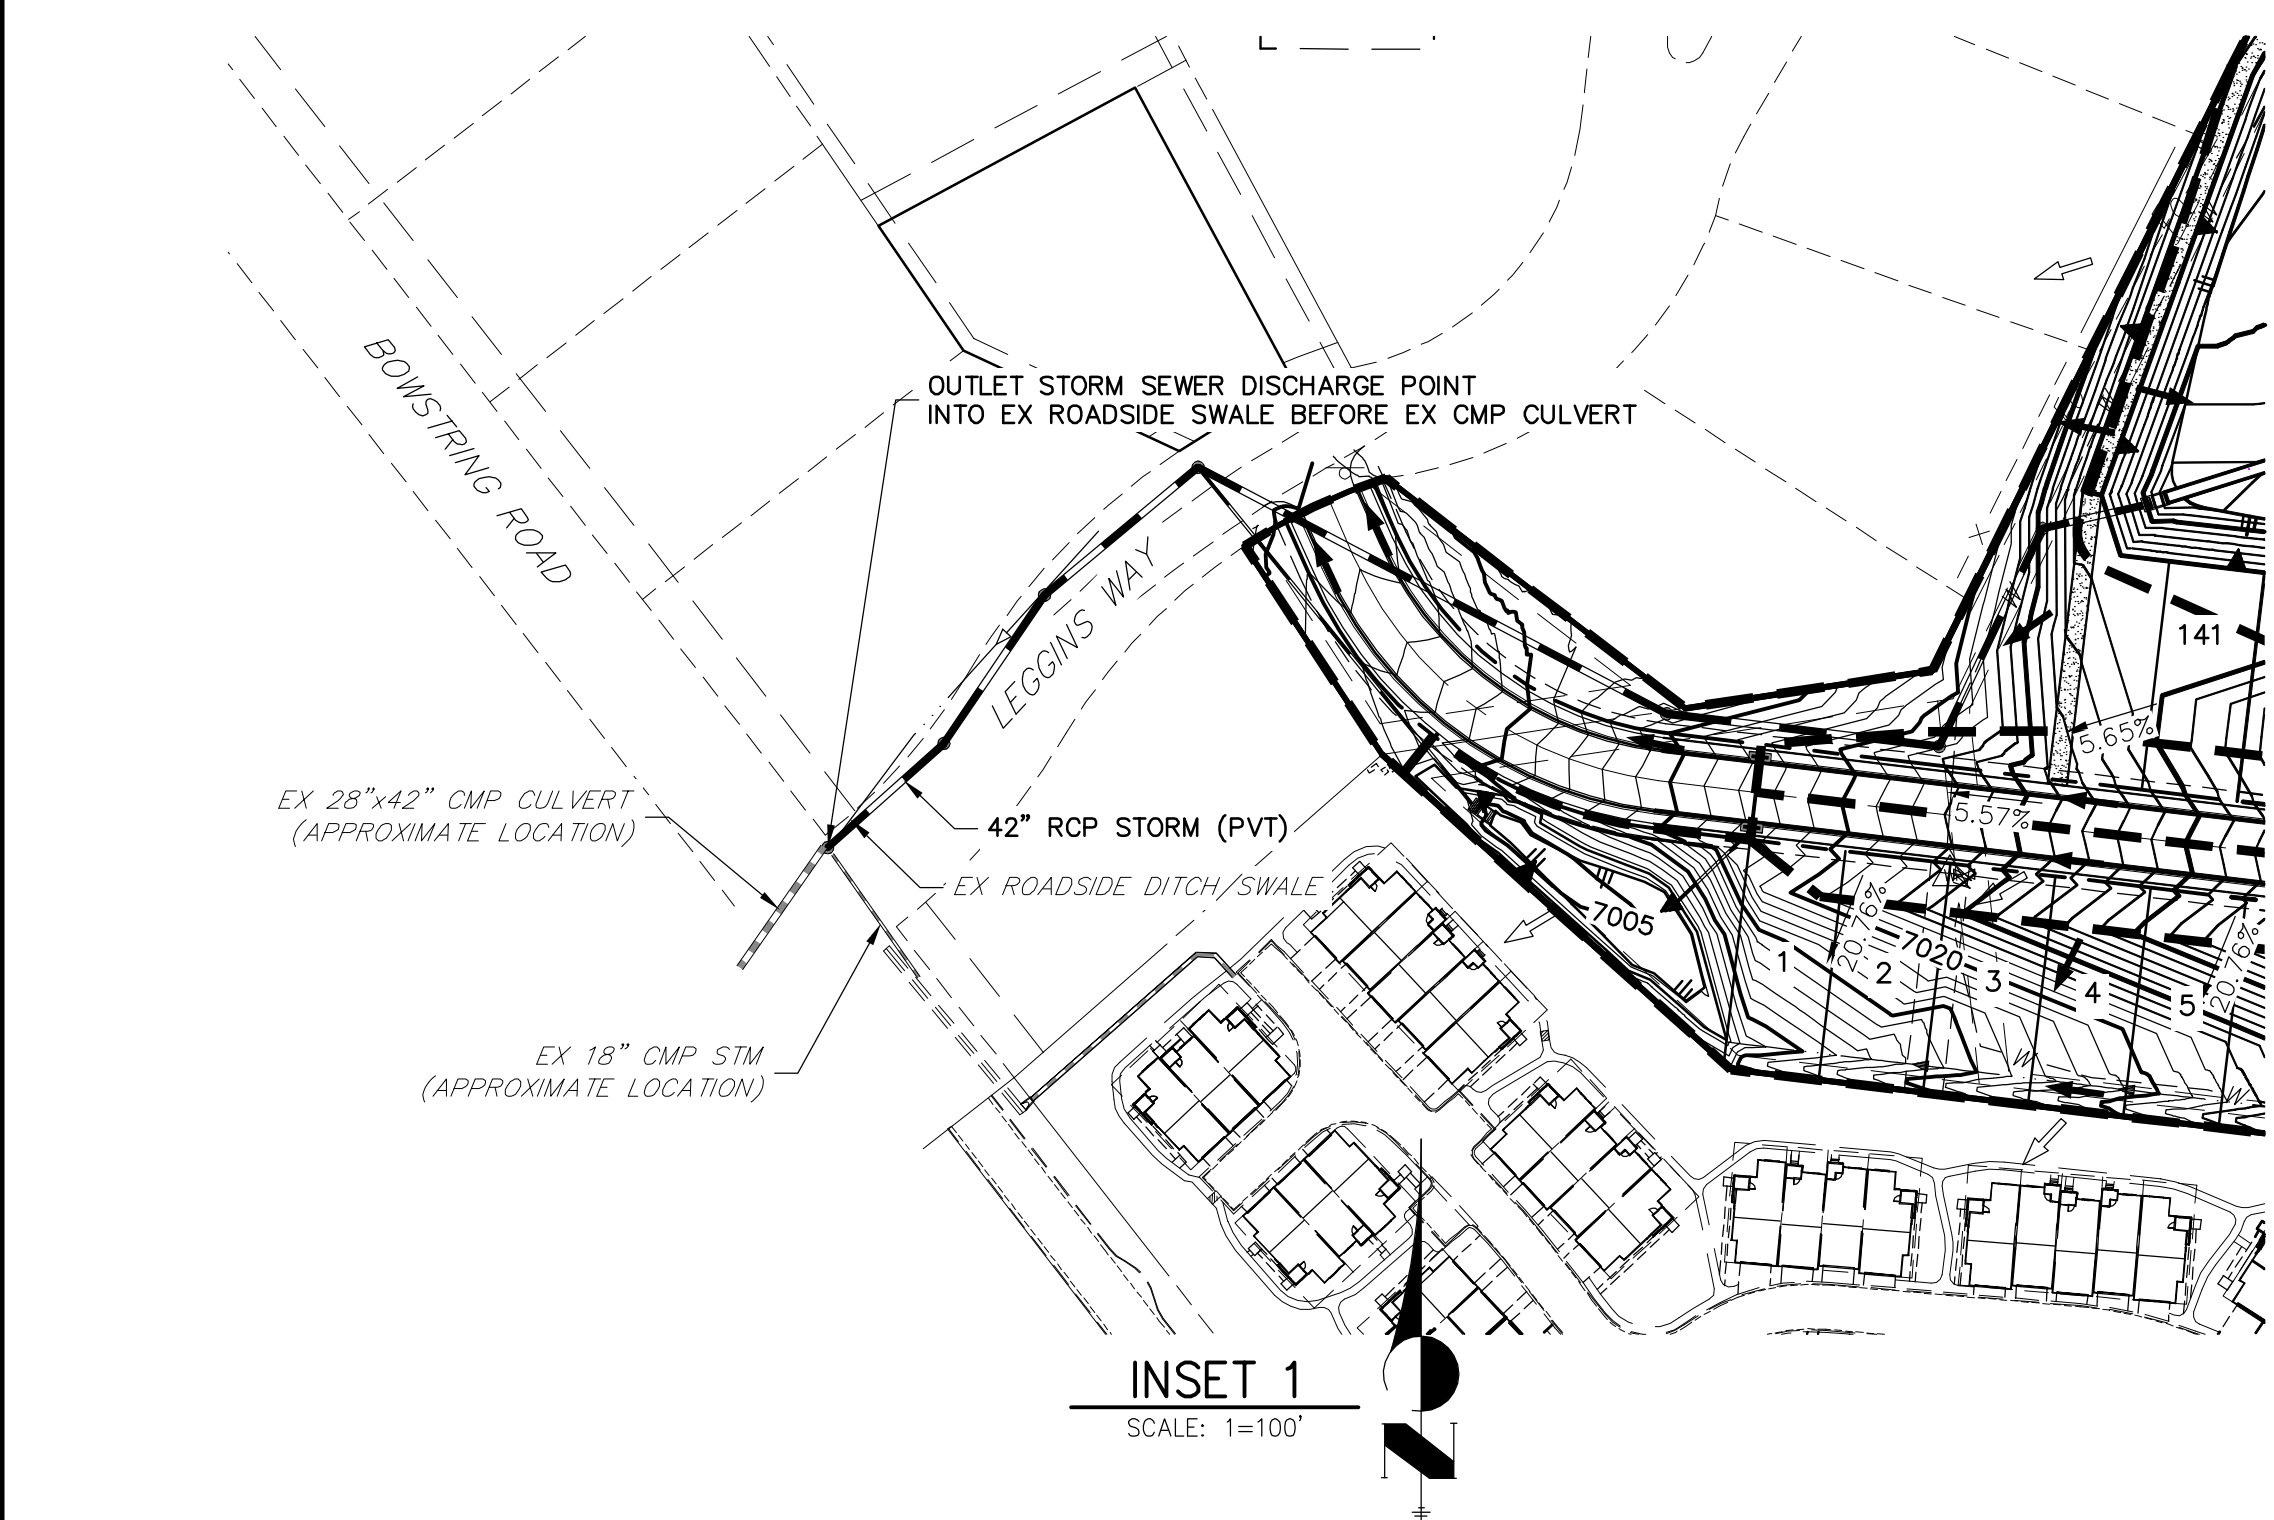 OUTLET STORM SEWER DISCHARGE POINT
INTO EX ROADSIDE SWALE BEFORE EX CMP CULVERT
BOWSTRING ROAD
LEGGINS WAY
141
5.65%
EX 28"x42" CMP CULVERT
(APPROXIMATE LOCATION)
42" RCP STORM (PVT)
5.57%
EX ROADSIDE DITCH/SWALE
7005
20.76%
7020
20.76%
1
2
3
4
5
EX 18" CMP STM
(APPROXIMATE LOCATION)
INSET 1
SCALE: 1=100'
N